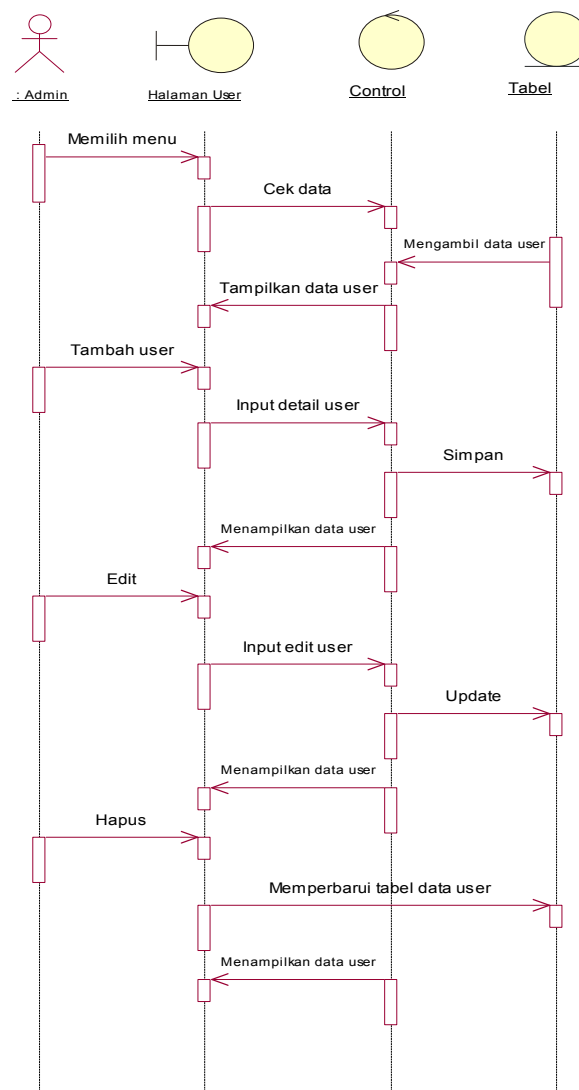 : Admin
Halaman User
Control
Tabel
Memilih menu
Cek data
Mengambil data user
Tampilkan data user
Tambah user
Input detail user
Simpan
Menampilkan data user
Edit
Input edit user
Update
Menampilkan data user
Hapus
Memperbarui tabel data user
Menampilkan data user